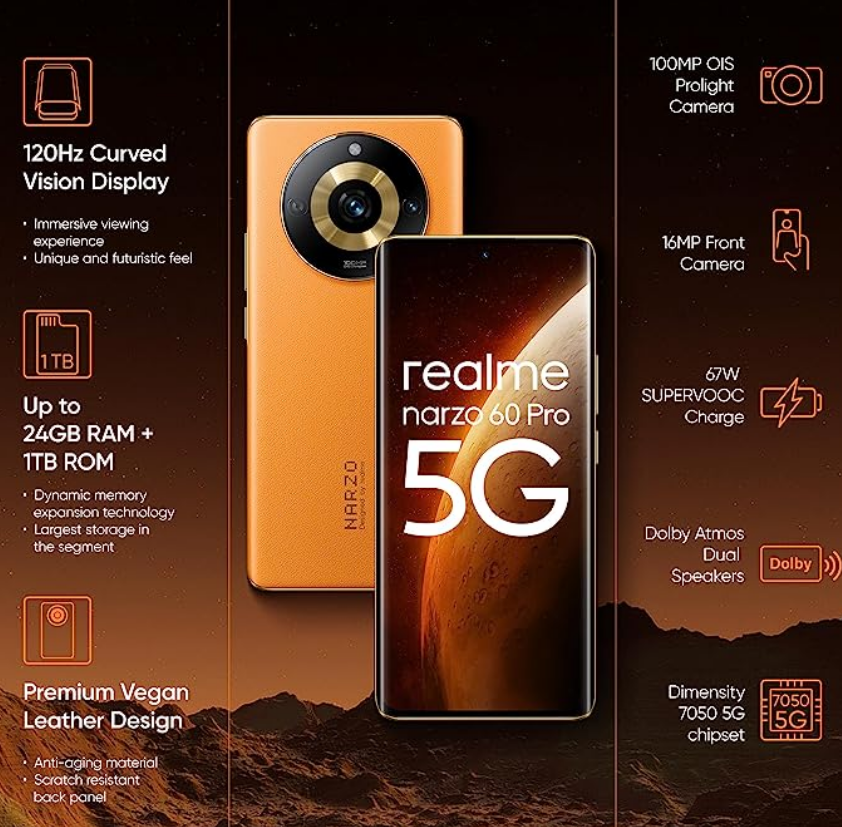 120Hz Curved
Vision Display
• Immersive viewing
experience
• Unique and futuristic feel
1TB
Up to
24GB RAM +
1TB ROM
• Dynamic memory
expansion technology
• Largest storage in
the segment
Premium Vegan
Leather Design
• Anti-aging material
• Scratch resistant
back panel
NARZO
Designed by realme
realme
narzo 60 Pro
5G
100MP OIS
Prolight
Camera
16MP Front
Camera
67W
SUPERVOOC
Charge
Dolby Atmos
Dual
Speakers
Dolby
Dimensity
7050 5G
chipset
7050
5G